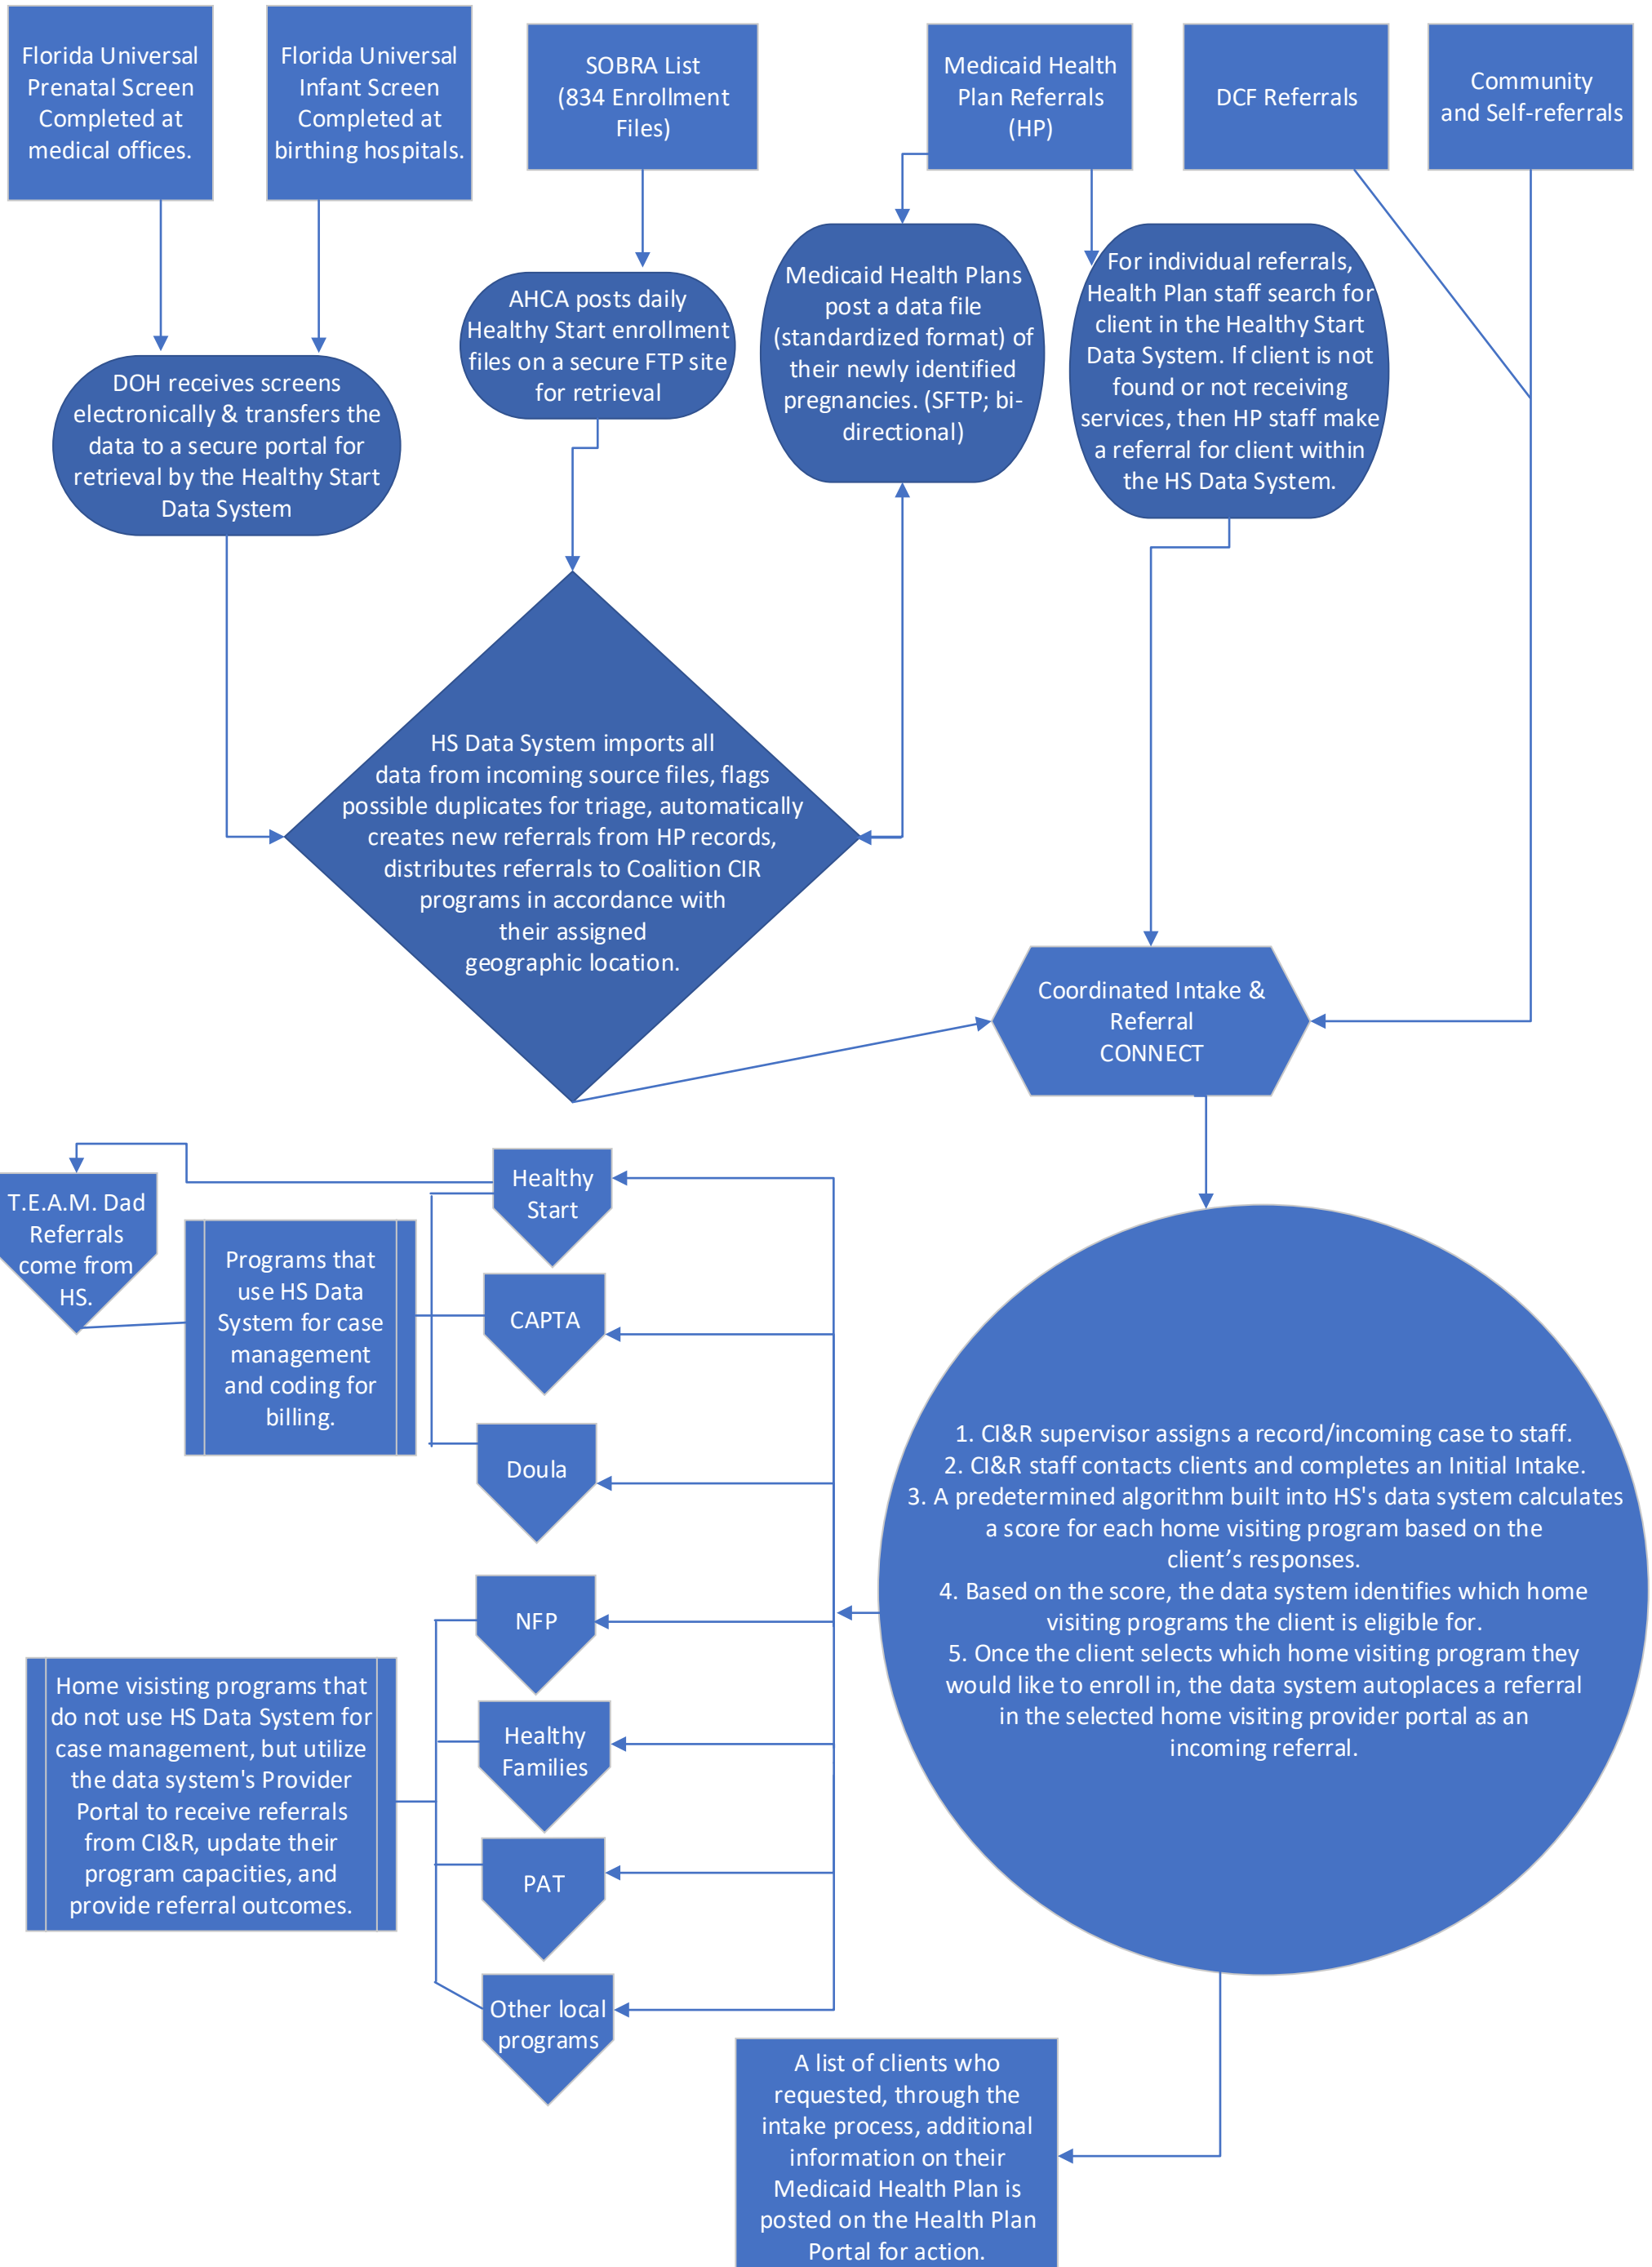 Florida Universal
Prenatal Screen
Completed at
medical offices.
Florida Universal
Infant Screen
Completed at
birthing hospitals.
SOBRA List
(834 Enrollment
Files)
Medicaid Health
Plan Referrals
(HP)
DCF Referrals
Community
and Self-referrals
DOH receives screens
electronically & transfers the
data to a secure portal for
retrieval by the Healthy Start
Data System
AHCA posts daily
Healthy Start enrollment
files on a secure FTP site
for retrieval
Medicaid Health Plans
post a data file
(standardized format) of
their newly identified
pregnancies. (SFTP; bi-
directional)
For individual referrals,
Health Plan staff search for
client in the Healthy Start
Data System. If client is not
found or not receiving
services, then HP staff make
a referral for client within
the HS Data System.
HS Data System imports all
data from incoming source files, flags
possible duplicates for triage, automatically
creates new referrals from HP records,
distributes referrals to Coalition CIR
programs in accordance with
their assigned
geographic location.
Coordinated Intake &
Referral
CONNECT
T.E.A.M. Dad
Referrals
come from
HS.
Programs that
use HS Data
System for case
management
and coding for
billing.
Healthy
Start
CAPTA
Doula
NFP
Healthy
Families
PAT
Other local
programs
Home visisting programs that
do not use HS Data System for
case management, but utilize
the data system's Provider
Portal to receive referrals
from CI&R, update their
program capacities, and
provide referral outcomes.
1. CI&R supervisor assigns a record/incoming case to staff.
2. CI&R staff contacts clients and completes an Initial Intake.
3. A predetermined algorithm built into HS's data system calculates
a score for each home visiting program based on the
client’s responses.
4. Based on the score, the data system identifies which home
visiting programs the client is eligible for.
5. Once the client selects which home visiting program they
would like to enroll in, the data system autoplaces a referral
in the selected home visiting provider portal as an
incoming referral.
A list of clients who
requested, through the
intake process, additional
information on their
Medicaid Health Plan is
posted on the Health Plan
Portal for action.